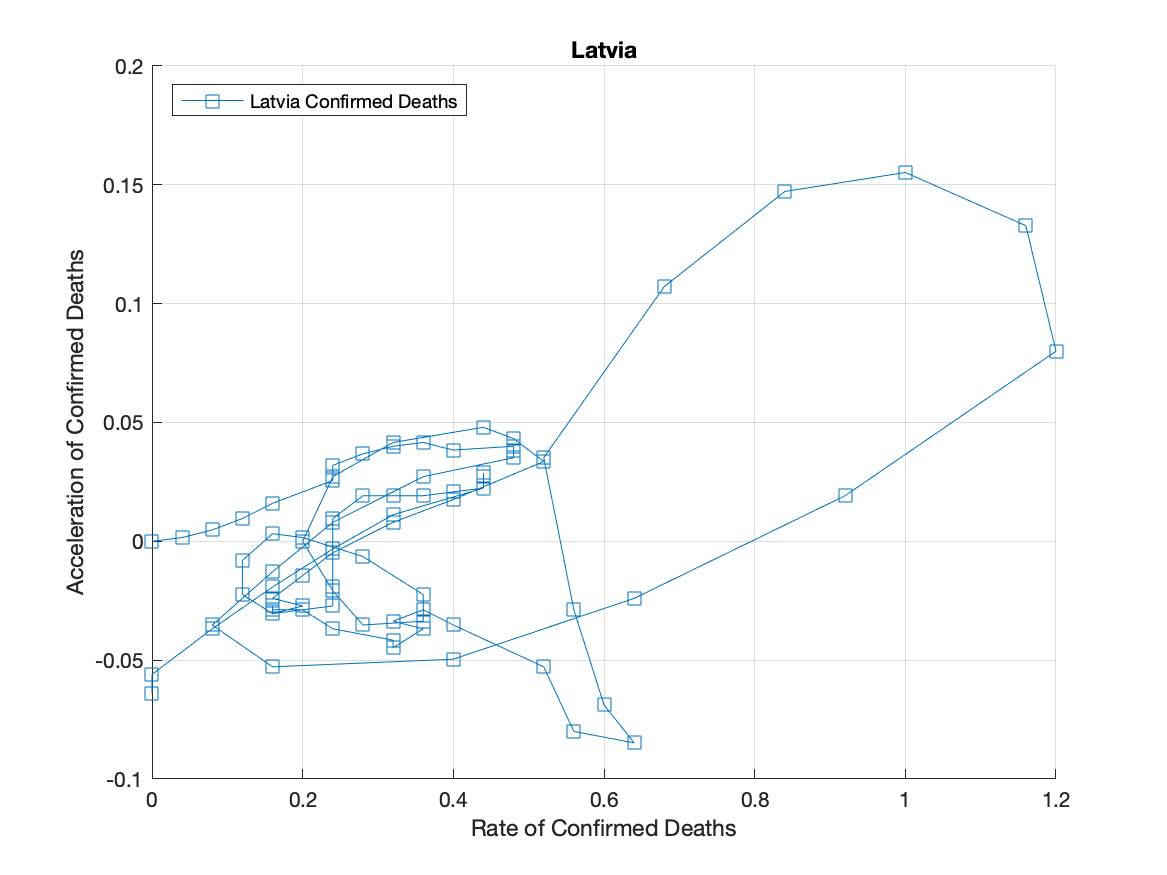 Latvia
Latvia Confirmed Deaths
0.2
0.15
0.1
0.05
0
-0.05
-0.1
Acceleration of Confirmed Deaths
0 0.2 0.4 0.6 0.8 1 1.2
Rate of Confirmed Deaths